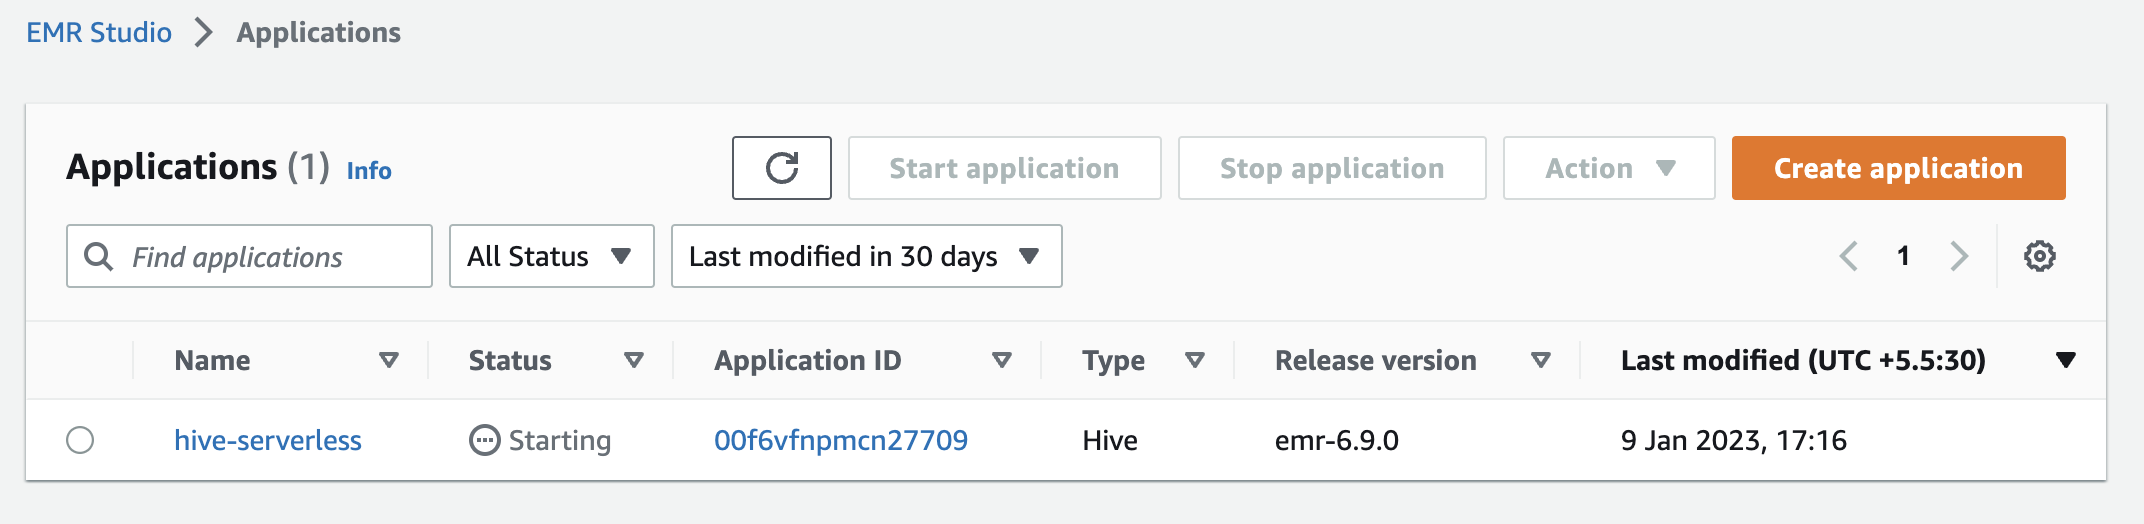 EMR Studio Applications
Applications (1) Info Start application Stop application Action Create application
Find applications All Status Last modified in 30 days 1
Name Status Application ID Type Release version Last modified (UTC +5.5:30)
hive-serverless Starting 00f6vfnpmcn27709 Hive emr-6.9.0 9 Jan 2023, 17:16